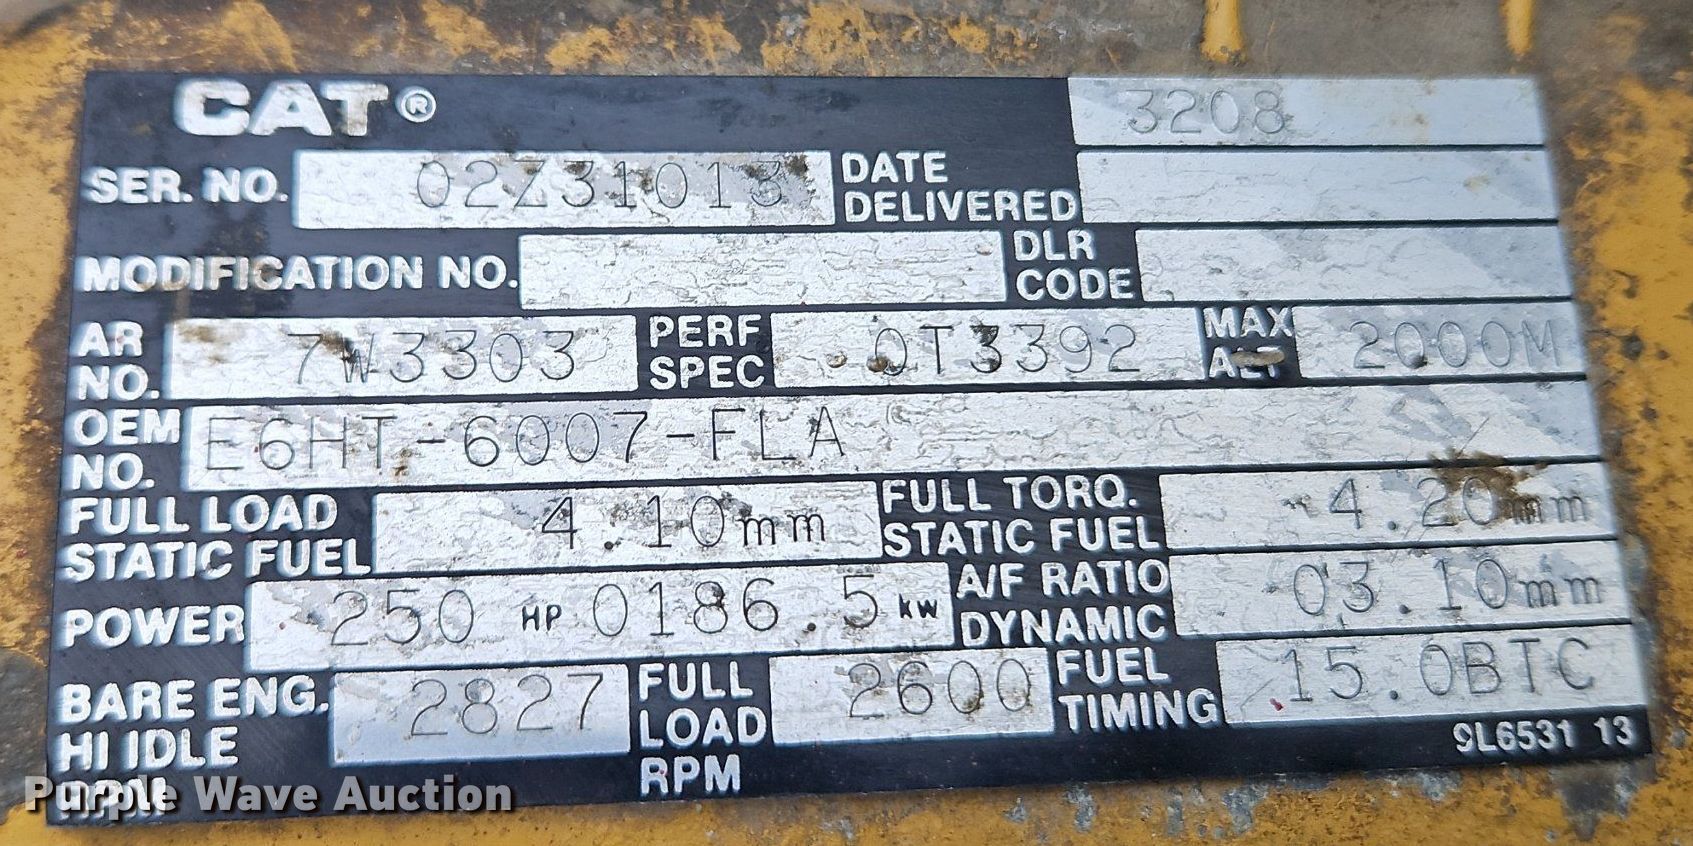 CAT® 3208
SER. NO. 02Z31013 DATE DELIVERED
MODIFICATION NO. DLR CODE
AR NO. 7W3303 PERF SPEC 0T3392 MAX ALT 2000M
OEM NO. E6HT-6007-FLA
FULL LOAD STATIC FUEL 4.10mm FULL TORQ. STATIC FUEL 4.20mm
POWER 250 HP 0186.5 kW A/F RATIO DYNAMIC 03.10mm
BARE ENG. HI IDLE RPM 2827 FULL LOAD RPM 2600 FUEL TIMING 15.0BTC
9L6531 13
Purple Wave Auction